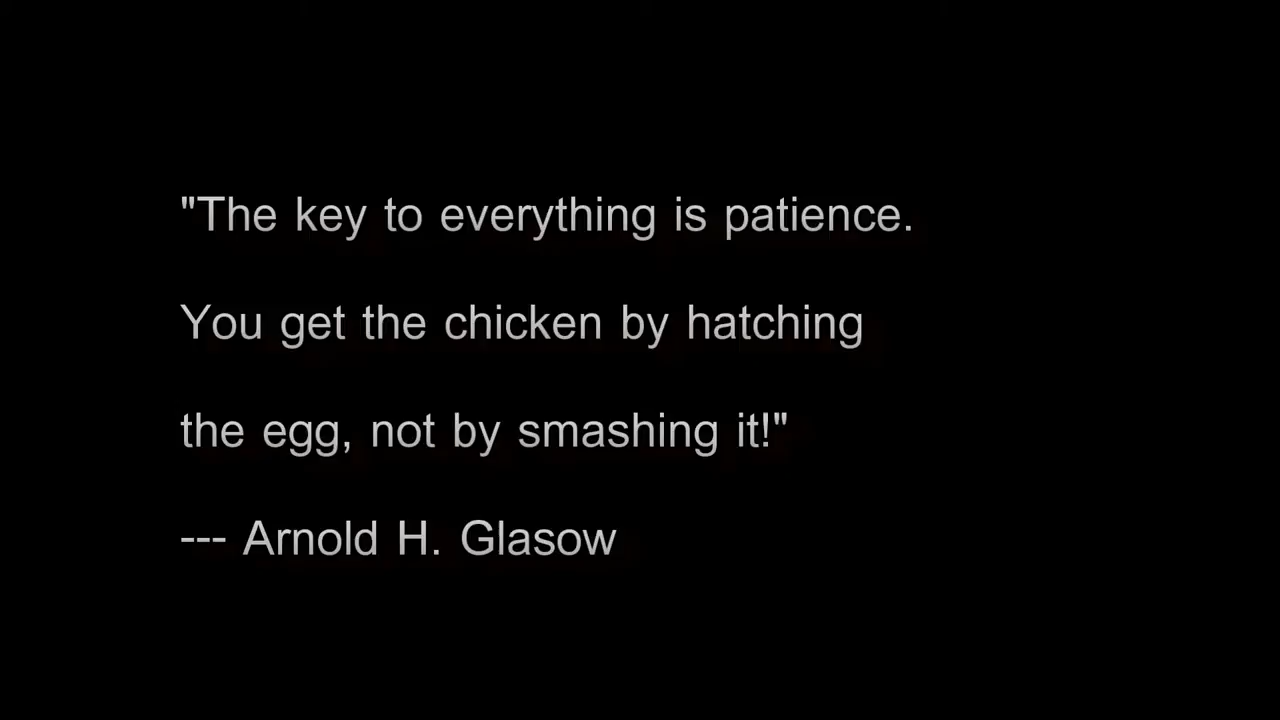 "The key to everything is patience.
You get the chicken by hatching
the egg, not by smashing it!"
--- Arnold H. Glasow